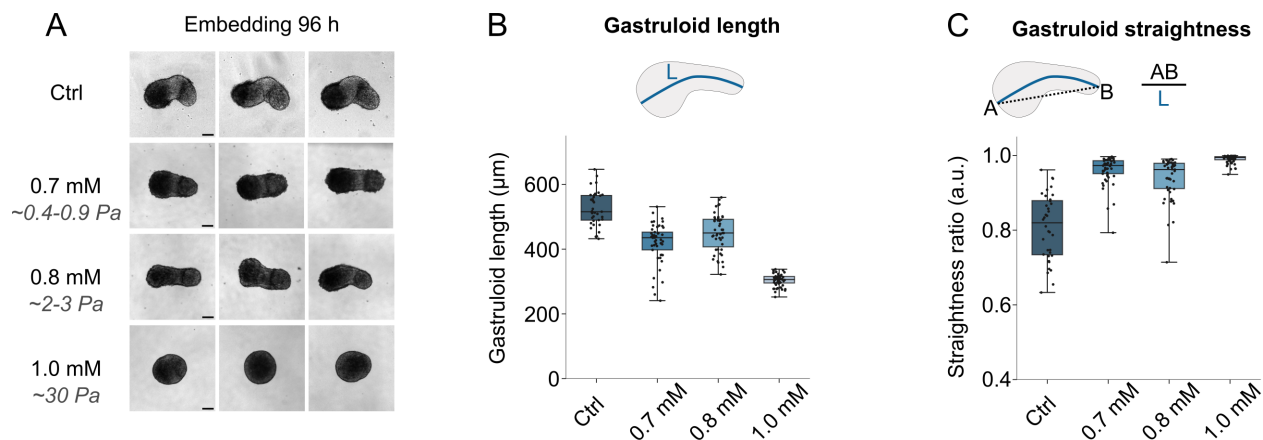 A
Embedding 96 h
Ctrl
0.7 mM
~0.4-0.9 Pa
0.8 mM
~2-3 Pa
1.0 mM
~30 Pa
B
Gastruloid length
L
Gastruloid length (µm)
600
400
200
0
Ctrl
0.7 mM
0.8 mM
1.0 mM
C
Gastruloid straightness
A
B
AB
L
Straightness ratio (a.u.)
1.0
0.8
0.6
0.4
Ctrl
0.7 mM
0.8 mM
1.0 mM